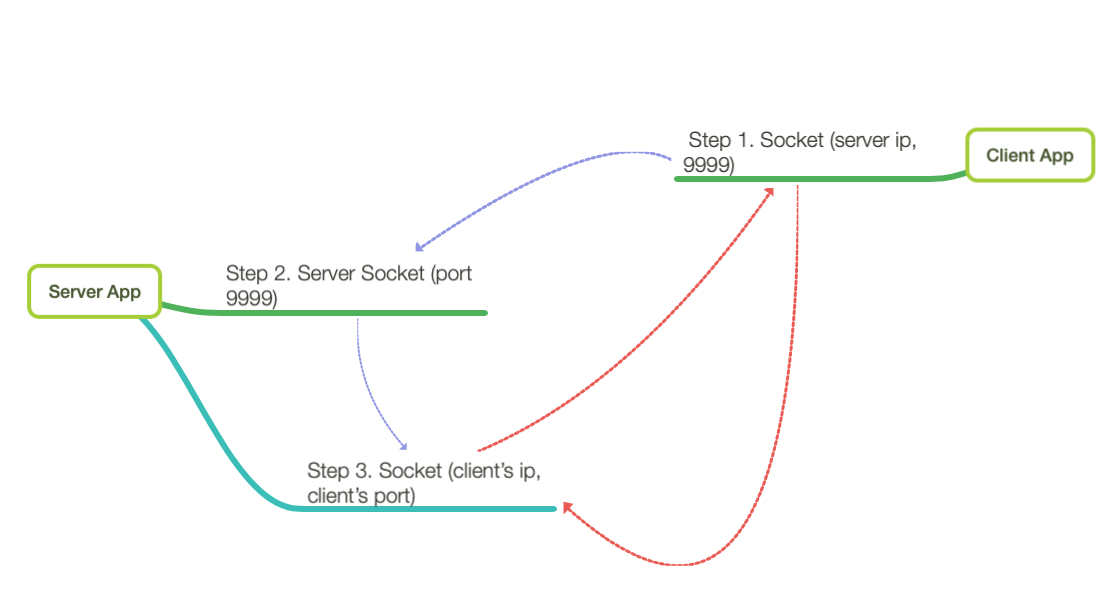 Step 1. Socket (server ip,
9999)
Client App
Server App
Step 2. Server Socket (port
9999)
Step 3. Socket (client’s ip,
client’s port)